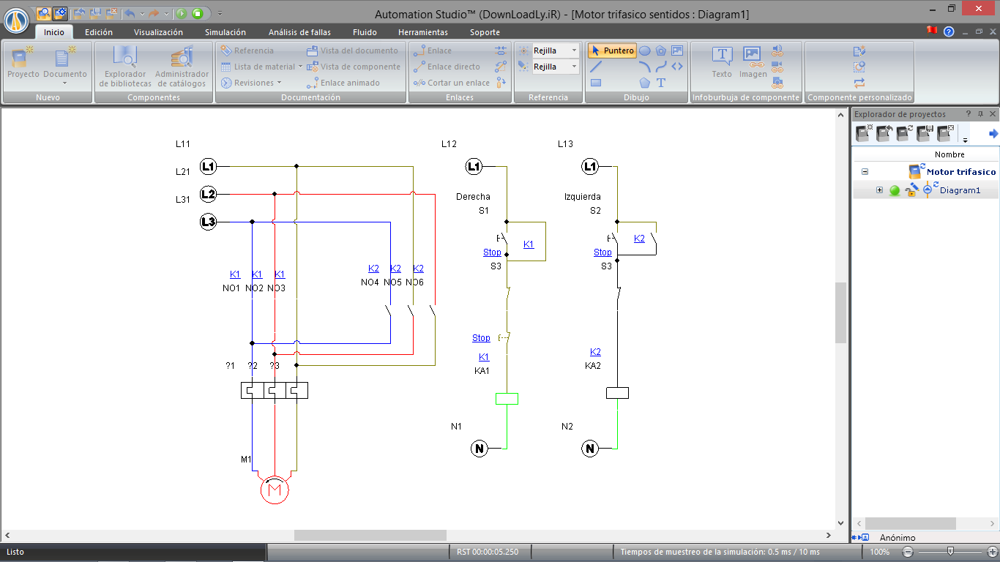 Automation Studio™ (DownLoadLy.iR) - [Motor trifasico sentidos : Diagram1]
Inicio Edición Visualización Simulación Análisis de fallas Fluido Herramientas Soporte
Proyecto Documento
Nuevo
Explorador de bibliotecas
Administrador de catálogos
Componentes
Referencia Vista del documento
Lista de material Vista de componente
Revisiones Enlace animado
Documentación
Enlace
Enlace directo
Cortar un enlace
Enlaces
Rejilla
Rejilla
Referencia
Puntero
T
Dibujo
T
Texto Imagen
Infoburbuja de componente
Componente personalizado
L11 L12 L13
L1 L1 L1
L21
L2
L31
L3
Derecha Izquierda
S1 S2
K1 K2
Stop Stop
S3 S3
K1 K1 K1 K2 K2 K2
NO1 NO2 NO3 NO4 NO5 NO6
Stop
K1 K2
KA1 KA2
?1 ?2 ?3
N1 N2
N N
M1
M
Explorador de proyectos
Nombre
Motor trifasico
Diagram1
Anónimo
Listo RST 00:00:05.250 Tiempos de muestreo de la simulación: 0.5 ms / 10 ms 100%